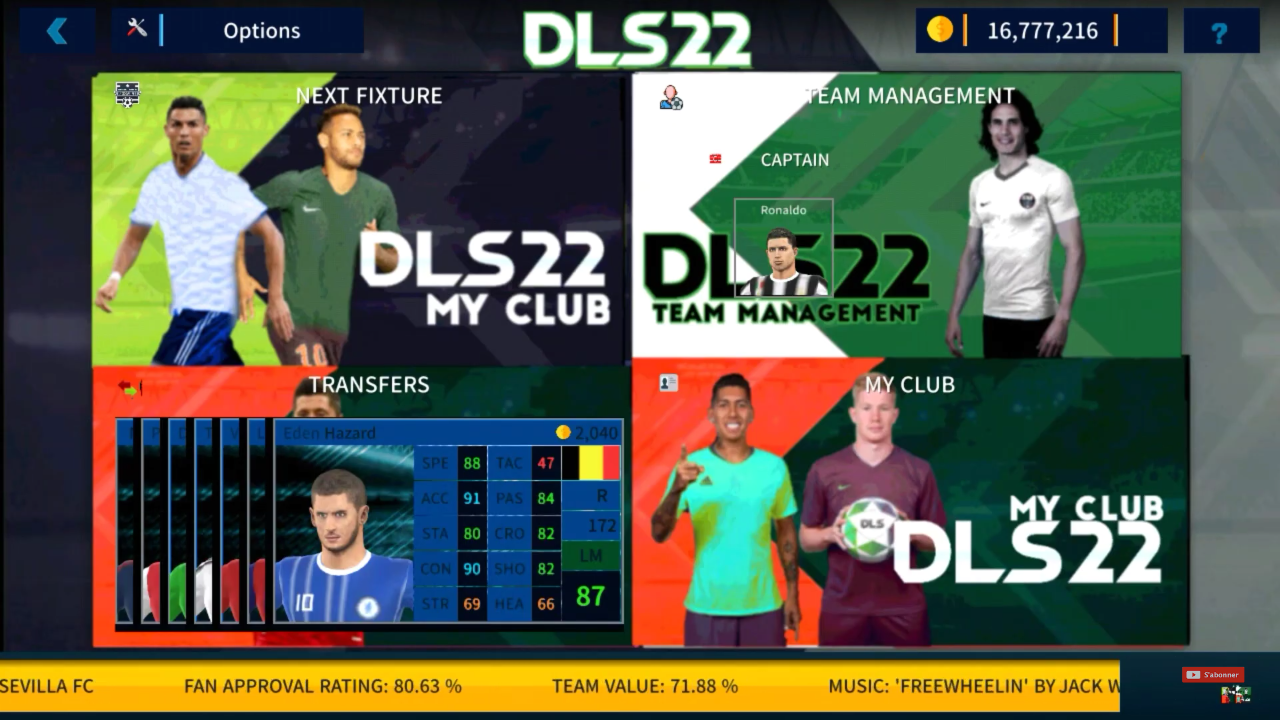 Options
DLS22
16,777,216
?
NEXT FIXTURE
DLS22
MY CLUB
10
TEAM MANAGEMENT
CAPTAIN
Ronaldo
DLS22
TEAM MANAGEMENT
TRANSFERS
Eden Hazard 2,040
SPE 88 TAC 47
ACC 91 PAS 84 R
STA 80 CRO 82 172
CON 90 SHO 82 LM
STR 69 HEA 66 87
10
MY CLUB
DLS
MY CLUB
DLS22
SEVILLA FC FAN APPROVAL RATING: 80.63 % TEAM VALUE: 71.88 % MUSIC: 'FREEWHEELIN' BY JACK W
S'abonner